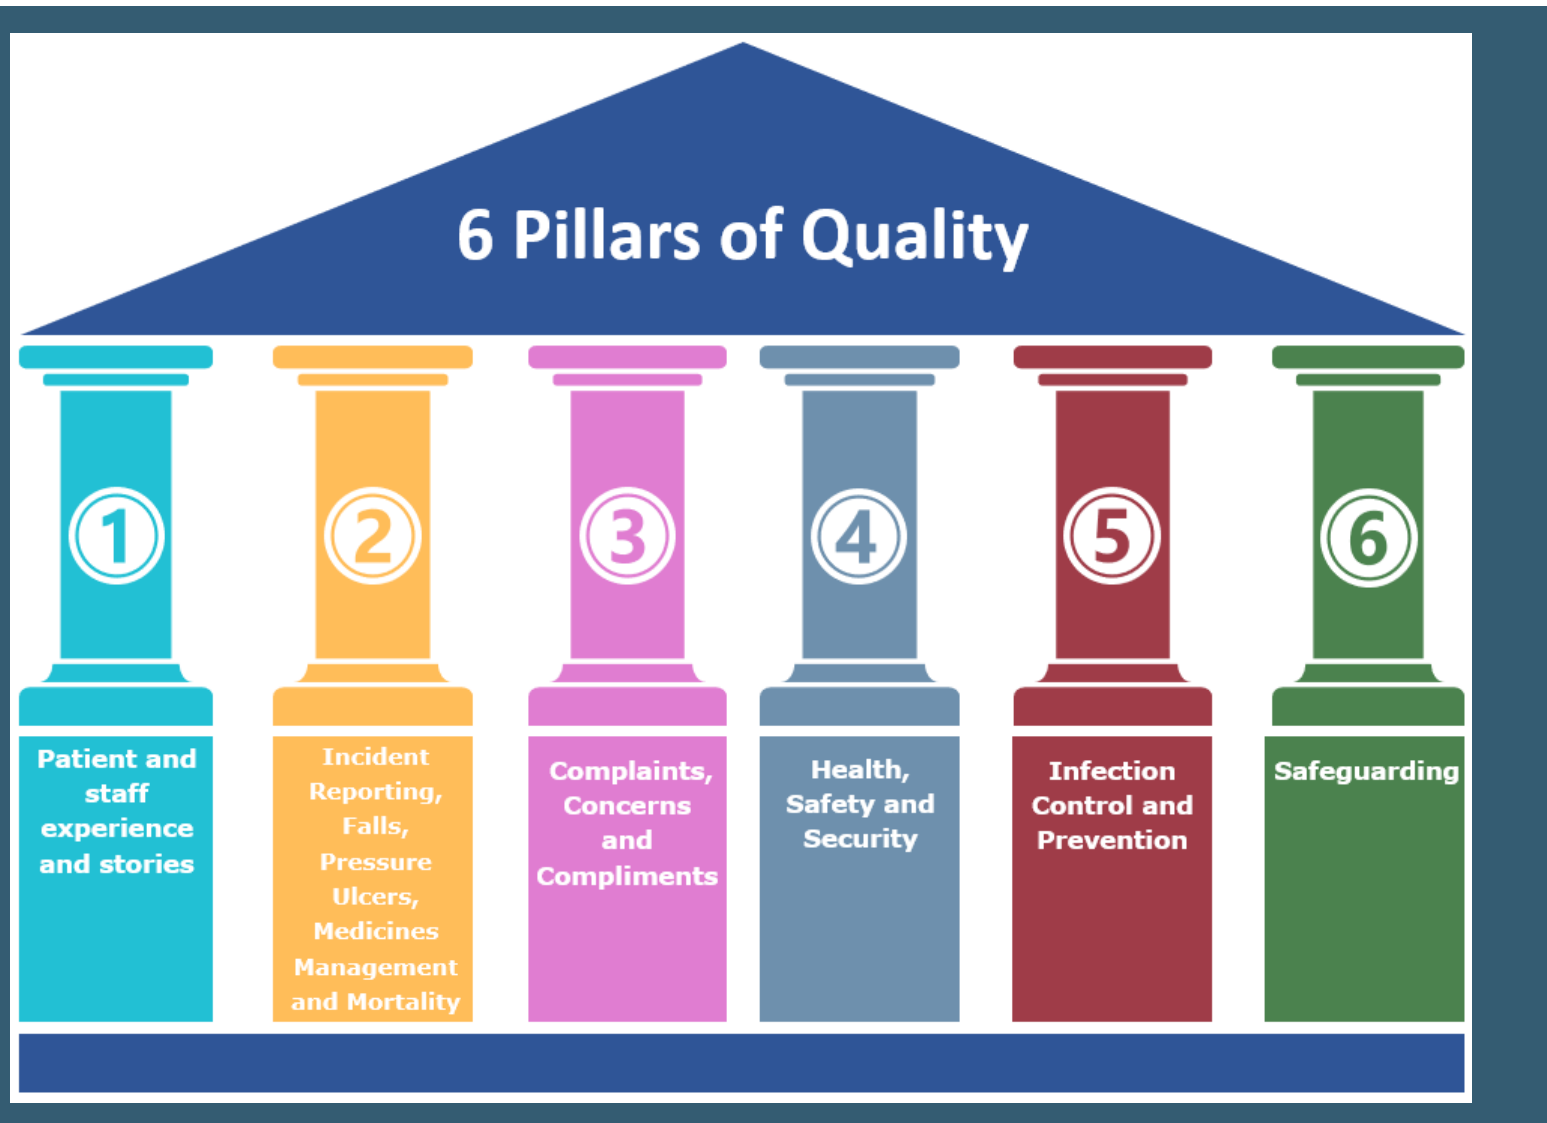 6 Pillars of Quality
1
2
3
4
5
6
Patient and
staff
experience
and stories
Incident
Reporting,
Falls,
Pressure
Ulcers,
Medicines
Management
and Mortality
Complaints,
Concerns
and
Compliments
Health,
Safety and
Security
Infection
Control and
Prevention
Safeguarding